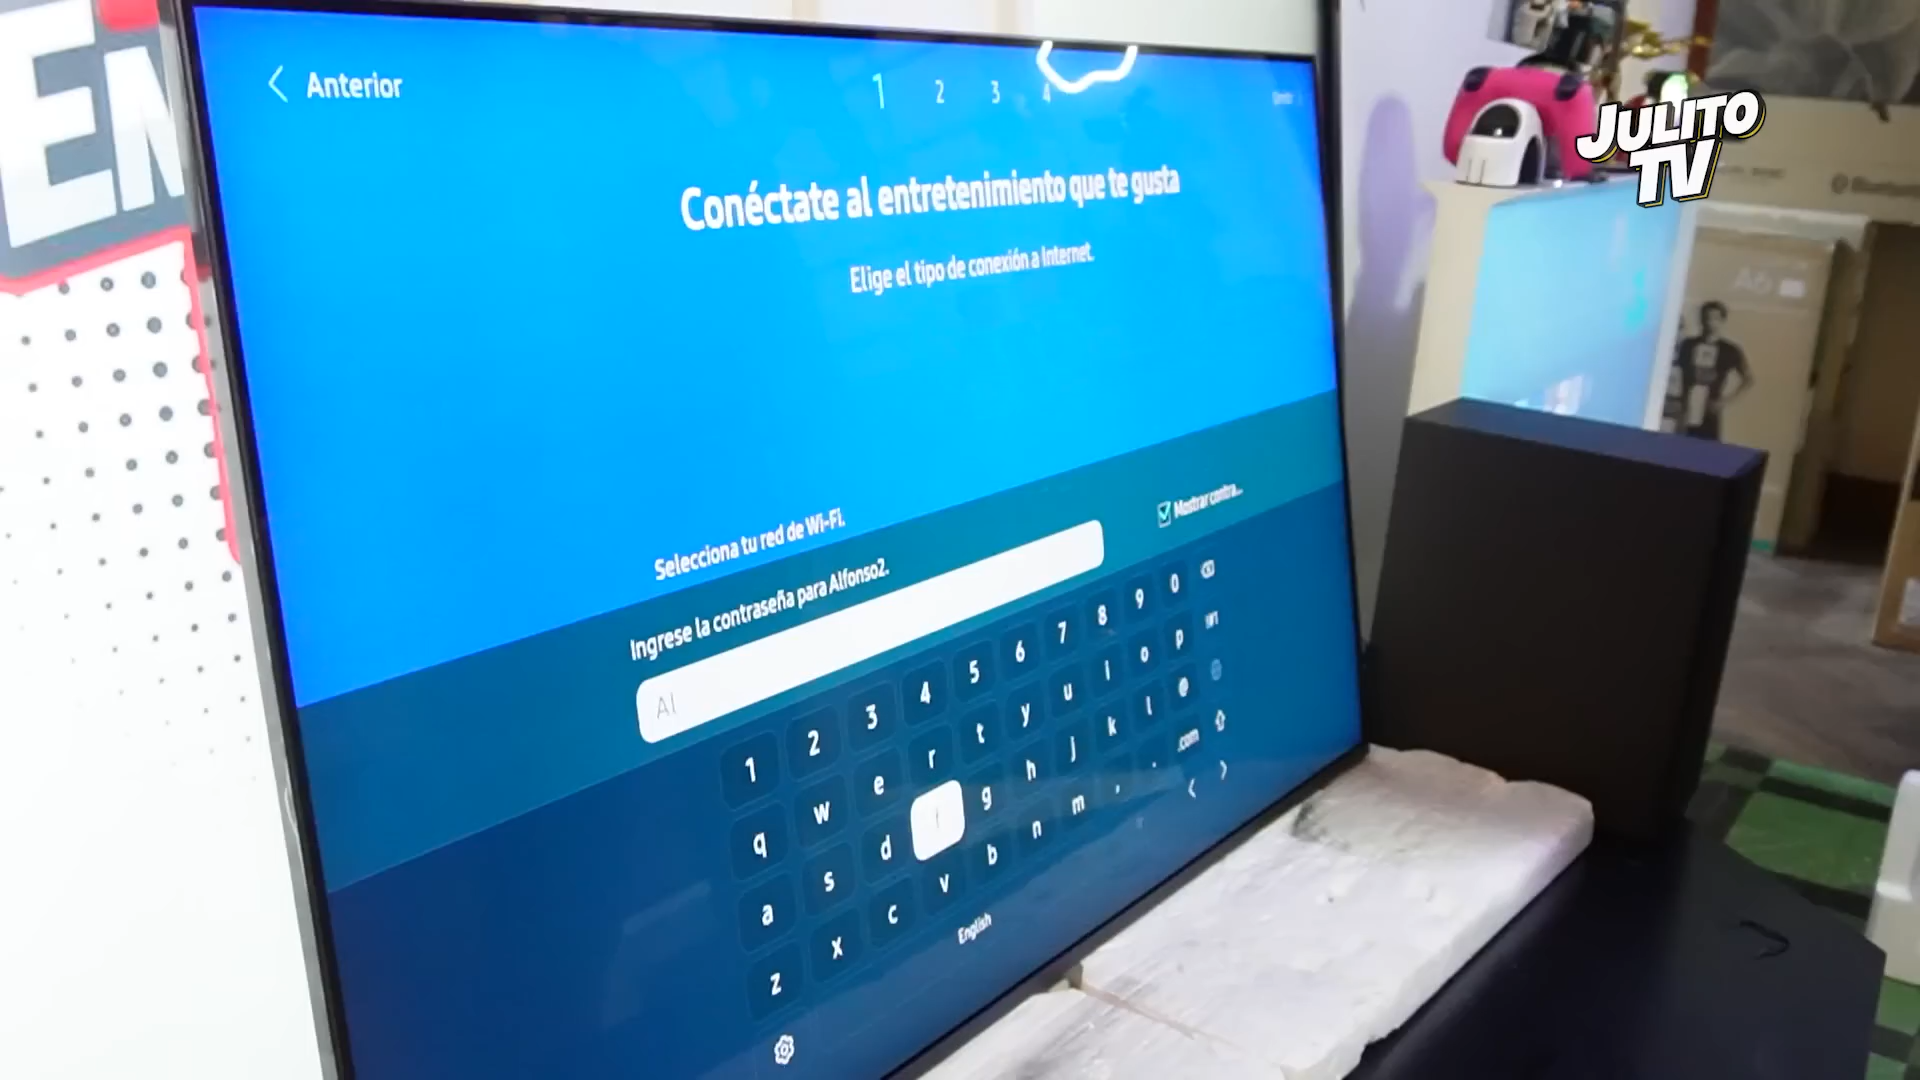 EN
Anterior
1 2 3 4
JULITO
TV
Conéctate al entretenimiento que te gusta
Elige el tipo de conexión a Internet.
Selecciona tu red de Wi-Fi.
Mostrar contra...
Ingrese la contraseña para Alfonso2.
Al
1 2 3 4 5 6 7 8 9 0
q w e r t y u i o p
a s d f g h j k l @
z x c v b n m , . .com
English